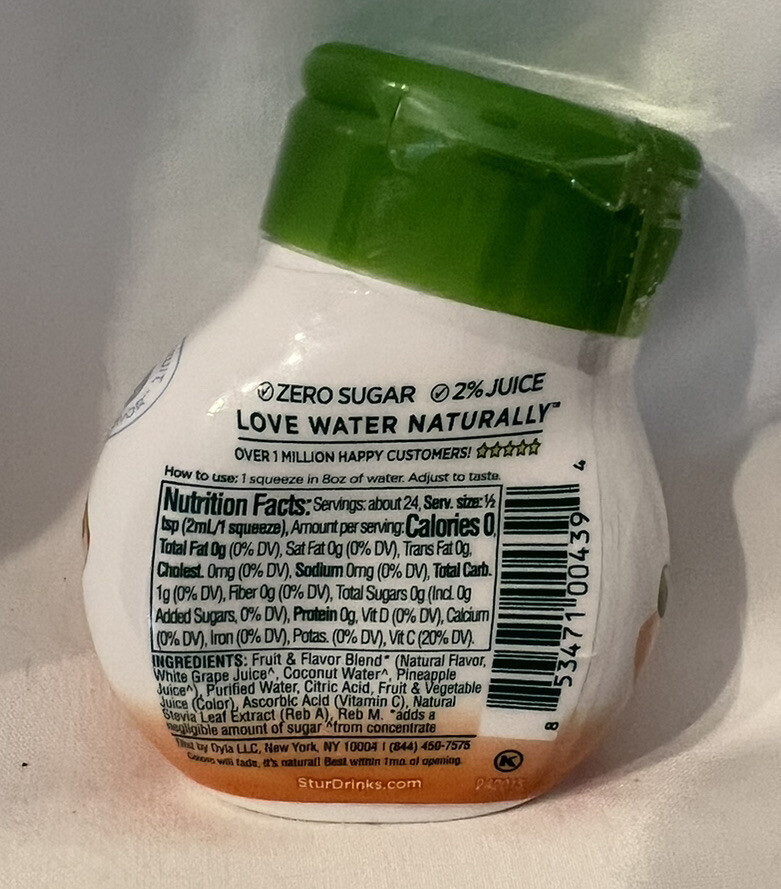 ZERO SUGAR 2% JUICE
LOVE WATER NATURALLY™
OVER 1 MILLION HAPPY CUSTOMERS!
How to use: 1 squeeze in 8oz of water. Adjust to taste.
Nutrition Facts: Servings: about 24, Serv. size: ½
tsp (2mL/1 squeeze), Amount per serving: Calories 0,
Total Fat 0g (0% DV), Sat Fat 0g (0% DV), Trans Fat 0g,
Cholest. 0mg (0% DV), Sodium 0mg (0% DV), Total Carb.
1g (0% DV), Fiber 0g (0% DV), Total Sugars 0g (Incl. 0g
Added Sugars, 0% DV), Protein 0g, Vit D (0% DV), Calcium
(0% DV), Iron (0% DV), Potas. (0% DV), Vit C (20% DV).
INGREDIENTS: Fruit & Flavor Blend* (Natural Flavor,
White Grape Juice^, Coconut Water^, Pineapple
Juice^), Purified Water, Citric Acid, Fruit & Vegetable
Juice (Color), Ascorbic Acid (Vitamin C), Natural
Stevia Leaf Extract (Reb A), Reb M. *adds a
negligible amount of sugar ^from concentrate
Dist by Dyla LLC, New York, NY 10004 | (844) 450-7575
Colors will fade, it's natural! Best within 1mo. of opening.
SturDrinks.com
K
8 53471 00439 4